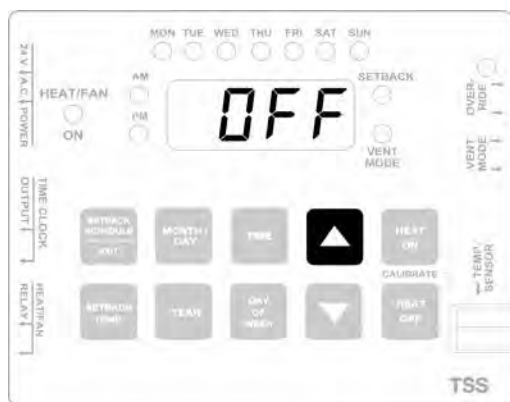 MON TUE WED THU FRI SAT SUN
24 V. A.C. POWER
HEAT/FAN
ON
AM
PM
OFF
SETBACK
VENT
MODE
OVER-
RIDE
VENT
MODE
TIME CLOCK
OUTPUT
SETBACK
SCHEDULE
EXIT
MONTH /
DAY
TIME
HEAT
ON
TEMP.
SENSOR
HEAT/FAN
RELAY
SETBACK
TEMP
YEAR
DAY
OF
WEEK
CALIBRATE
HEAT
OFF
TSS